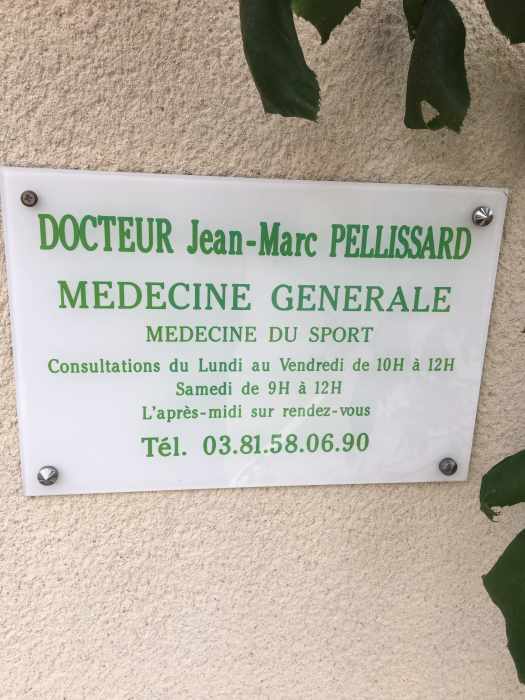 DOCTEUR Jean-Marc PELLISSARD
MEDECINE GENERALE
MEDECINE DU SPORT
Consultations du Lundi au Vendredi de 10H à 12H
Samedi de 9H à 12H
L'après-midi sur rendez-vous
Tél. 03.81.58.06.90